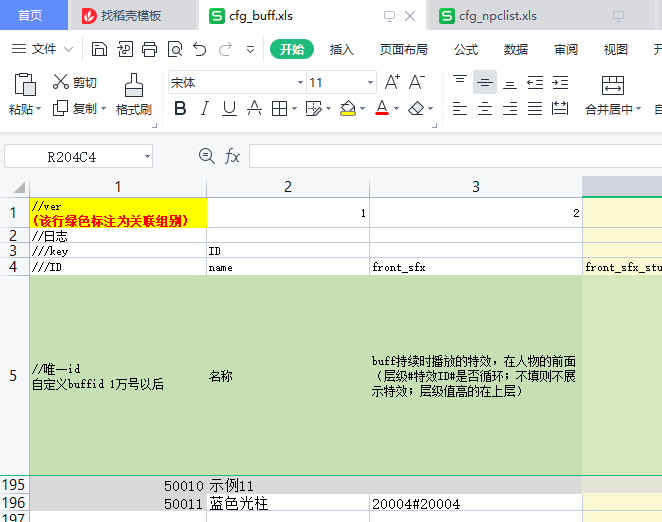 首页 找稻壳模板 cfg_buff.xls cfg_npclist.xls
文件 开始 插入 页面布局 公式 数据 审阅 视图
粘贴 剪切 复制 格式刷 宋体 11 A+ A- 合并居中
B I U A A
R204C4 fx
1 2 3
1 //ver 1 2
(该行绿色标注为关联组别)
2 //日志
3 ///key ID
4 ///ID name front_sfx front_sfx_stu
buff持续时播放的特效，在人物的前面
5 //唯一id 名称 （层级#特效ID#是否循环；不填则不展
自定义buffid 1万号以后 示特效；层级值高的在上层）
195 50010 示例11
196 50011 蓝色光柱 20004#20004
197